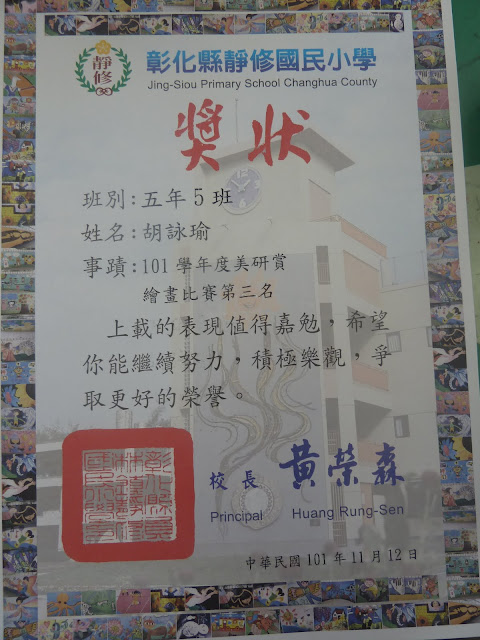 靜修
彰化縣靜修國民小學
Jing-Siou Primary School Changhua County
獎狀
班別:五年5班
姓名:胡詠瑜
事蹟:101學年度美研賞
繪畫比賽第三名
上載的表現值得嘉勉,希望
你能繼續努力,積極樂觀,爭
取更好的榮譽。
校長 黃榮森
Principal Huang Rung-Sen
中華民國101年11月12日